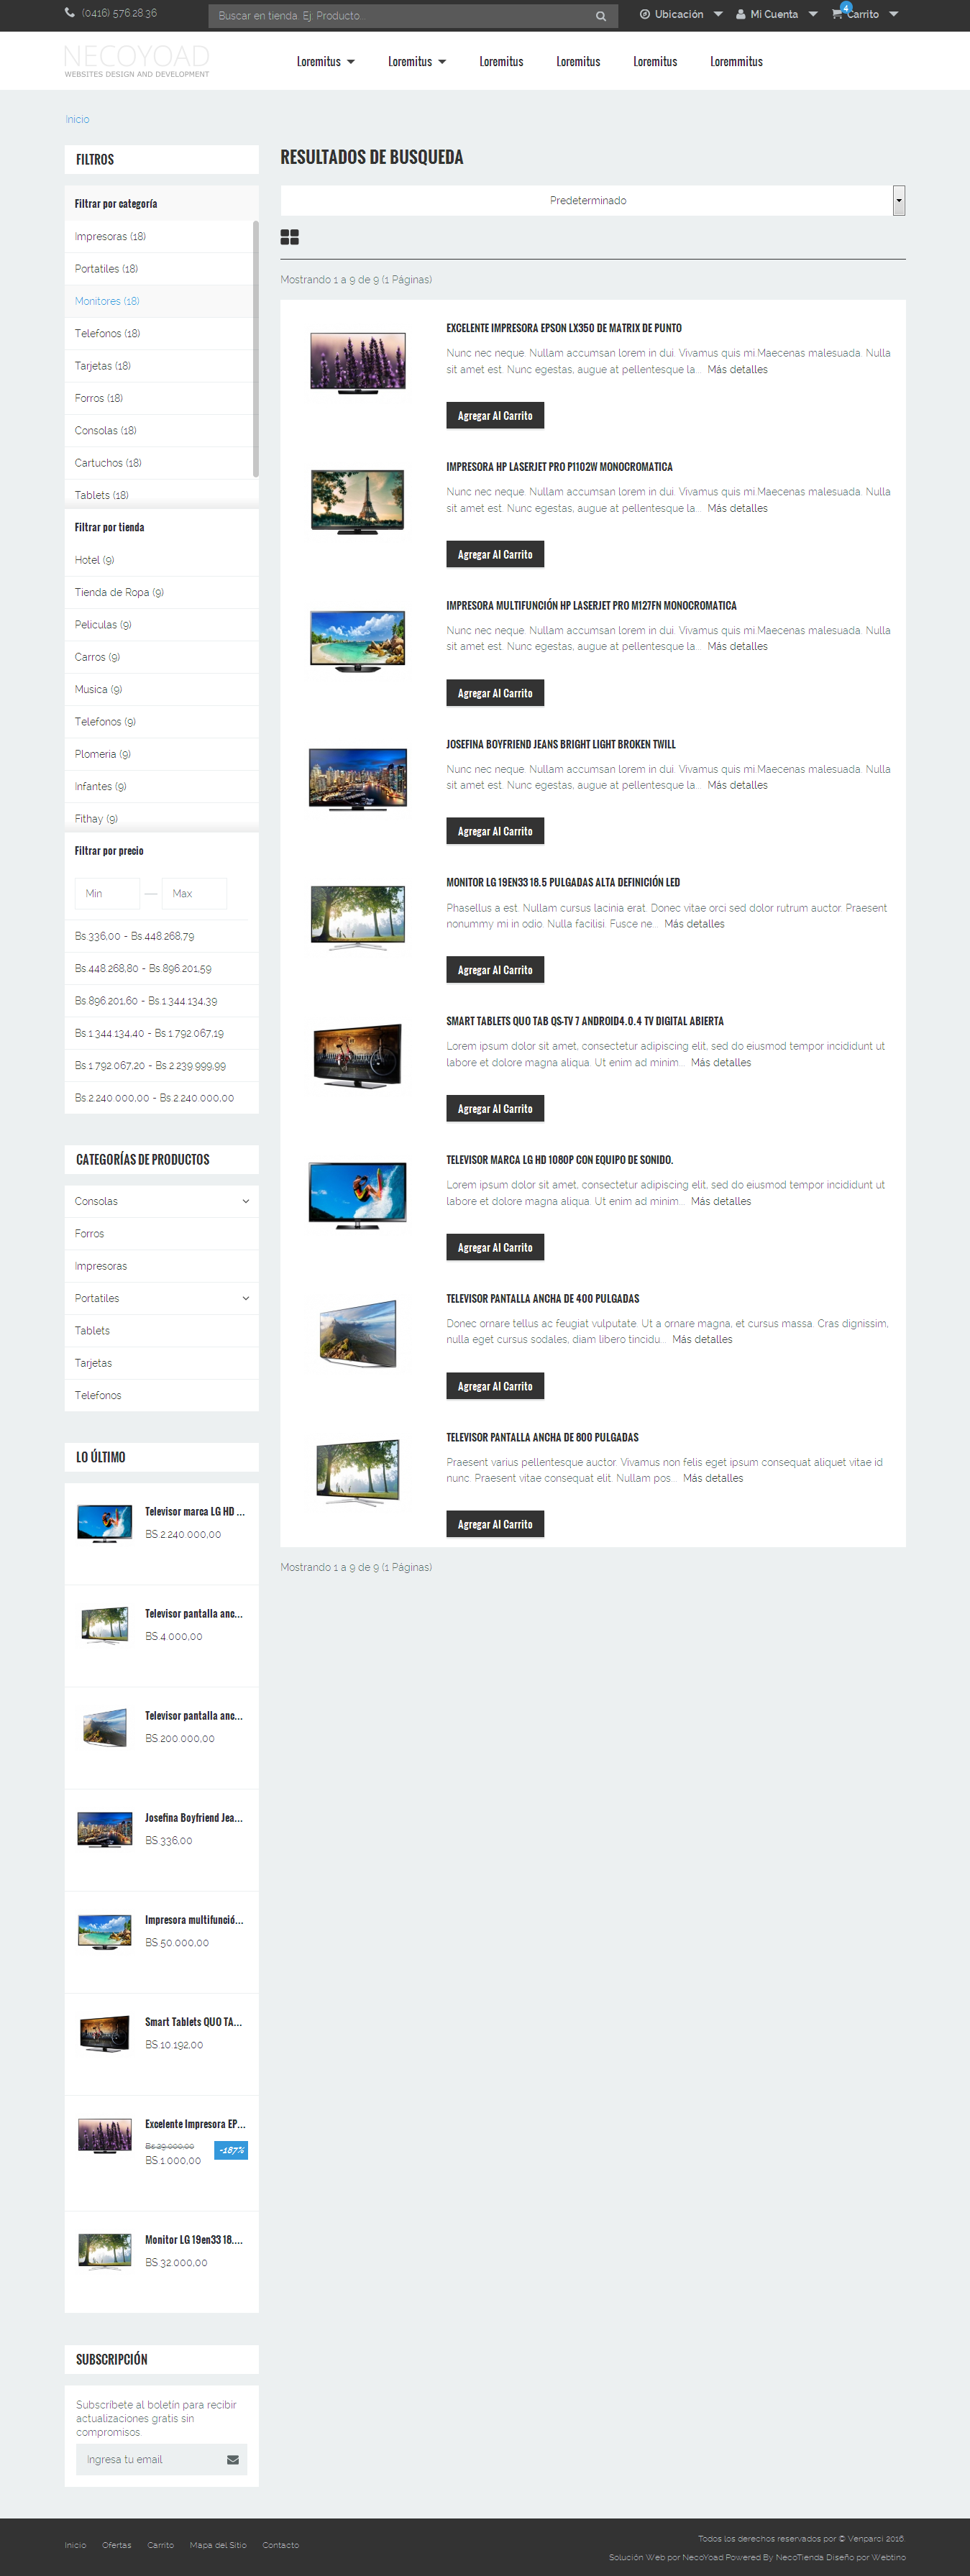 (0416) 576.28.36
Buscar en tienda. Ej: Producto...
Ubicación
Mi Cuenta
4
Carrito
NECOYOAD
WEBSITES DESIGN AND DEVELOPMENT
Loremitus
Loremitus
Loremitus
Loremitus
Loremitus
Loremmitus
Inicio
FILTROS
Filtrar por categoría
Impresoras (18)
Portatiles (18)
Monitores (18)
Telefonos (18)
Tarjetas (18)
Forros (18)
Consolas (18)
Cartuchos (18)
Tablets (18)
Filtrar por tienda
Hotel (9)
Tienda de Ropa (9)
Peliculas (9)
Carros (9)
Musica (9)
Telefonos (9)
Plomeria (9)
Infantes (9)
Fithay (9)
Filtrar por precio
Min — Max
Bs.336,00 - Bs.448.268,79
Bs.448.268,80 - Bs.896.201,59
Bs.896.201,60 - Bs.1.344.134,39
Bs.1.344.134,40 - Bs.1.792.067,19
Bs.1.792.067,20 - Bs.2.239.999,99
Bs.2.240.000,00 - Bs.2.240.000,00
CATEGORÍAS DE PRODUCTOS
Consolas
Forros
Impresoras
Portatiles
Tablets
Tarjetas
Telefonos
LO ÚLTIMO
Televisor marca LG HD ...
BS.2.240.000,00
Televisor pantalla anc...
BS.4.000,00
Televisor pantalla anc...
BS.200.000,00
Josefina Boyfriend Jea...
BS.336,00
Impresora multifunció...
BS.50.000,00
Smart Tablets QUO TA...
BS.10.192,00
Excelente Impresora EP...
Bs.29.000,00
-187%
BS.1.000,00
Monitor LG 19en33 18....
BS.32.000,00
SUBSCRIPCIÓN
Subscríbete al boletín para recibir
actualizaciones gratis sin
compromisos.
Ingresa tu email
RESULTADOS DE BUSQUEDA
Predeterminado
Mostrando 1 a 9 de 9 (1 Páginas)
EXCELENTE IMPRESORA EPSON LX350 DE MATRIX DE PUNTO
Nunc nec neque. Nullam accumsan lorem in dui. Vivamus quis mi.Maecenas malesuada. Nulla
sit amet est. Nunc egestas, augue at pellentesque la... Más detalles
Agregar Al Carrito
IMPRESORA HP LASERJET PRO P1102W MONOCROMATICA
Nunc nec neque. Nullam accumsan lorem in dui. Vivamus quis mi.Maecenas malesuada. Nulla
sit amet est. Nunc egestas, augue at pellentesque la... Más detalles
Agregar Al Carrito
IMPRESORA MULTIFUNCIÓN HP LASERJET PRO M127FN MONOCROMATICA
Nunc nec neque. Nullam accumsan lorem in dui. Vivamus quis mi.Maecenas malesuada. Nulla
sit amet est. Nunc egestas, augue at pellentesque la... Más detalles
Agregar Al Carrito
JOSEFINA BOYFRIEND JEANS BRIGHT LIGHT BROKEN TWILL
Nunc nec neque. Nullam accumsan lorem in dui. Vivamus quis mi.Maecenas malesuada. Nulla
sit amet est. Nunc egestas, augue at pellentesque la... Más detalles
Agregar Al Carrito
MONITOR LG 19EN33 18.5 PULGADAS ALTA DEFINICIÓN LED
Phasellus a est. Nullam cursus lacinia erat. Donec vitae orci sed dolor rutrum auctor. Praesent
nonummy mi in odio. Nulla facilisi. Fusce ne... Más detalles
Agregar Al Carrito
SMART TABLETS QUO TAB QS-TV 7 ANDROID4.0.4 TV DIGITAL ABIERTA
Lorem ipsum dolor sit amet, consectetur adipiscing elit, sed do eiusmod tempor incididunt ut
labore et dolore magna aliqua. Ut enim ad minim... Más detalles
Agregar Al Carrito
TELEVISOR MARCA LG HD 1080P CON EQUIPO DE SONIDO.
Lorem ipsum dolor sit amet, consectetur adipiscing elit, sed do eiusmod tempor incididunt ut
labore et dolore magna aliqua. Ut enim ad minim... Más detalles
Agregar Al Carrito
TELEVISOR PANTALLA ANCHA DE 400 PULGADAS
Donec ornare tellus ac feugiat vulputate. Ut a ornare magna, et cursus massa. Cras dignissim,
nulla eget cursus sodales, diam libero tincidu... Más detalles
Agregar Al Carrito
TELEVISOR PANTALLA ANCHA DE 800 PULGADAS
Praesent varius pellentesque auctor. Vivamus non felis eget ipsum consequat aliquet vitae id
nunc. Praesent vitae consequat elit. Nullam pos... Más detalles
Agregar Al Carrito
Mostrando 1 a 9 de 9 (1 Páginas)
Inicio
Ofertas
Carrito
Mapa del Sitio
Contacto
Todos los derechos reservados por © Venparci 2016.
Solución Web por NecoYoad Powered By NecoTienda Diseño por Webtino